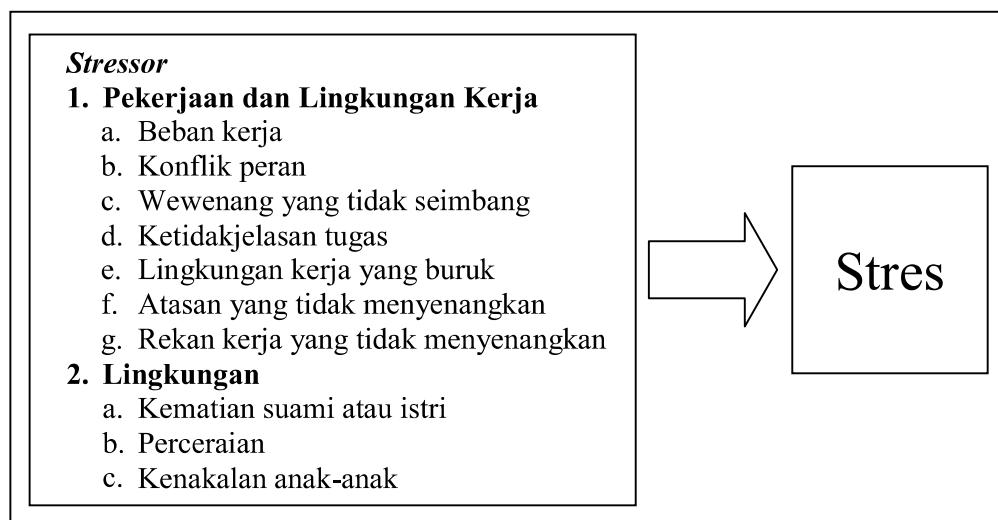 Stressor
1. Pekerjaan dan Lingkungan Kerja
a. Beban kerja
b. Konflik peran
c. Wewenang yang tidak seimbang
d. Ketidakjelasan tugas
e. Lingkungan kerja yang buruk
f. Atasan yang tidak menyenangkan
g. Rekan kerja yang tidak menyenangkan
2. Lingkungan
a. Kematian suami atau istri
b. Perceraian
c. Kenakalan anak-anak
Stres